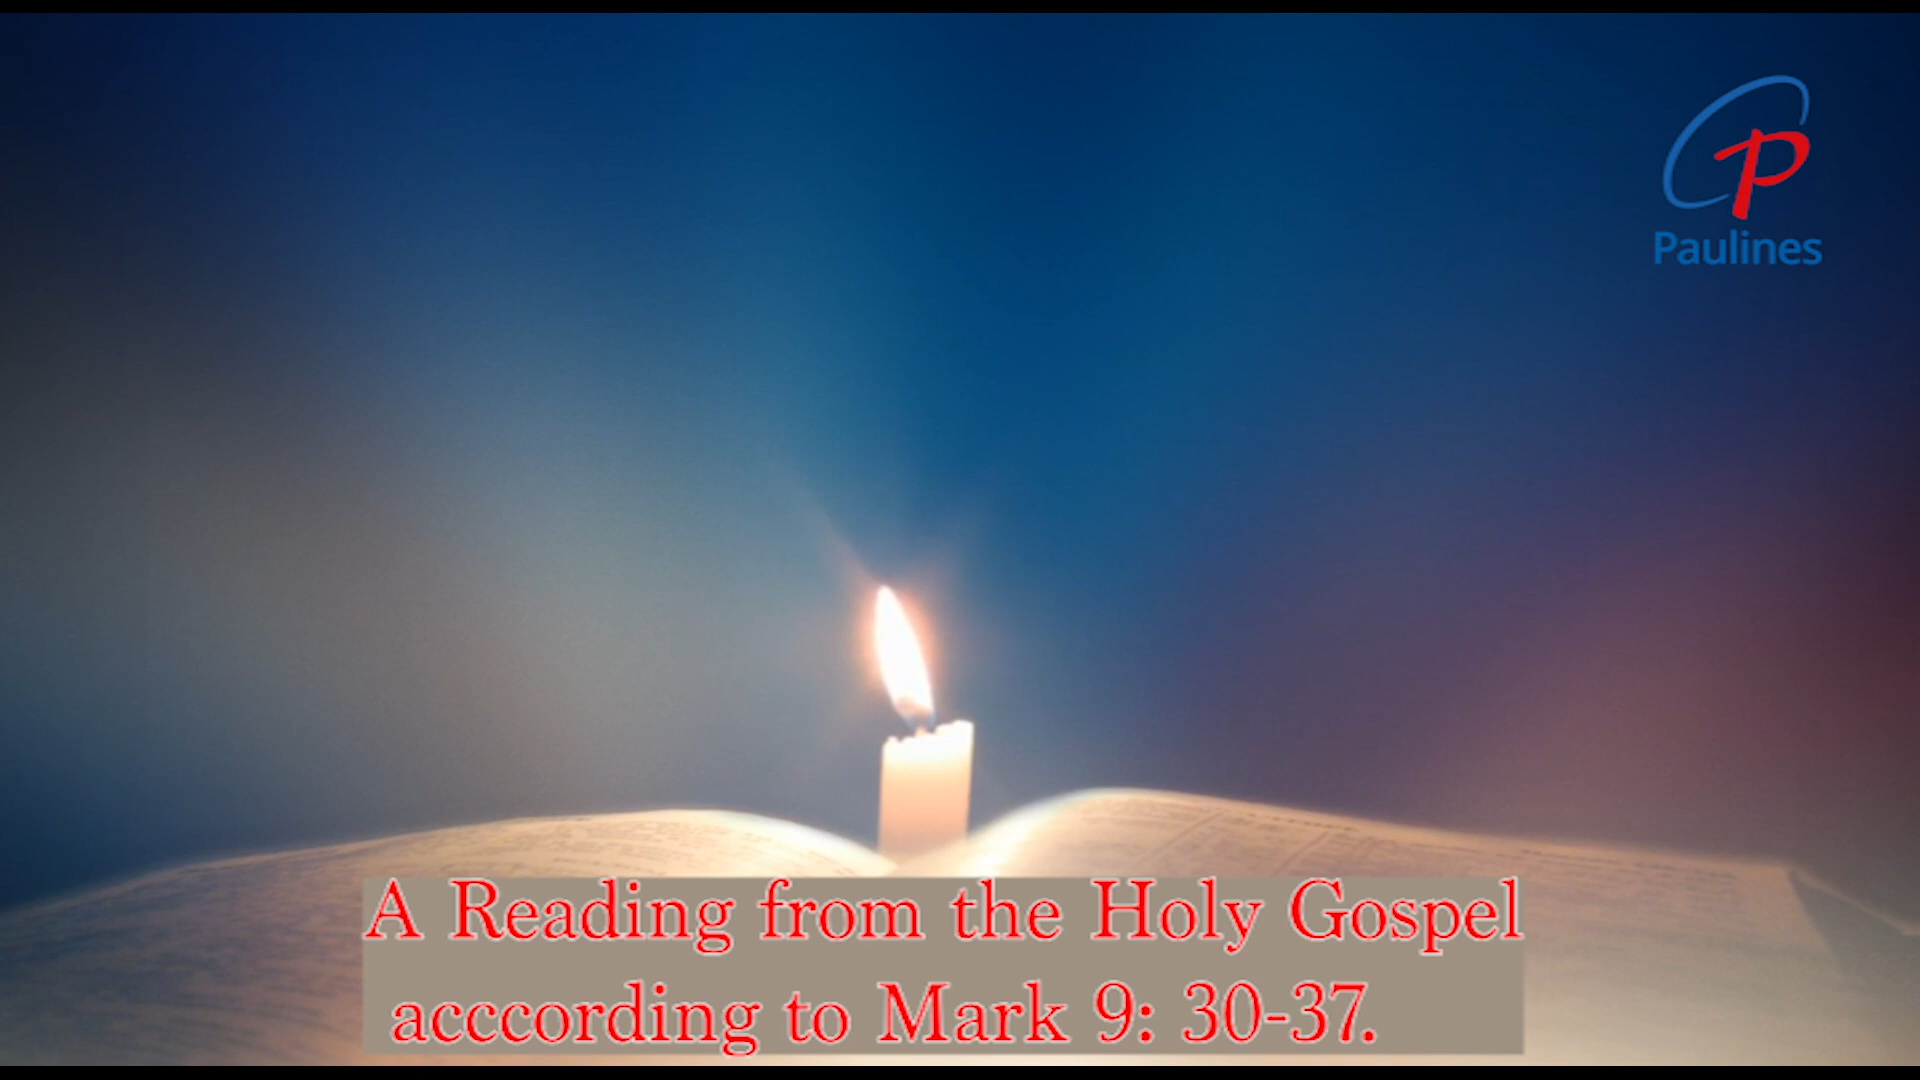 Paulines
A Reading from the Holy Gospel
acccording to Mark 9: 30-37.